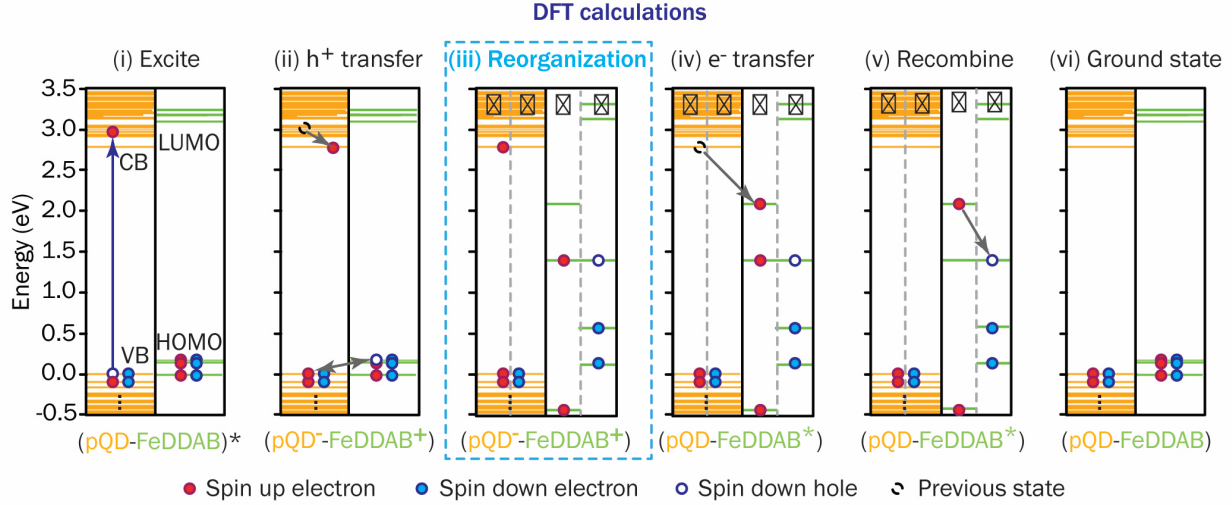 DFT calculations
(i) Excite
(ii) h⁺ transfer
(iii) Reorganization
(iv) e⁻ transfer
(v) Recombine
(vi) Ground state
Energy (eV)
3.5
3.0
2.5
2.0
1.5
1.0
0.5
0.0
-0.5
CB
LUMO
VB
HOMO
(pQD-FeDDAB)*
(pQD⁻-FeDDAB⁺)
(pQD⁻-FeDDAB⁺)
(pQD-FeDDAB*)
(pQD-FeDDAB*)
(pQD-FeDDAB)
Spin up electron
Spin down electron
Spin down hole
Previous state